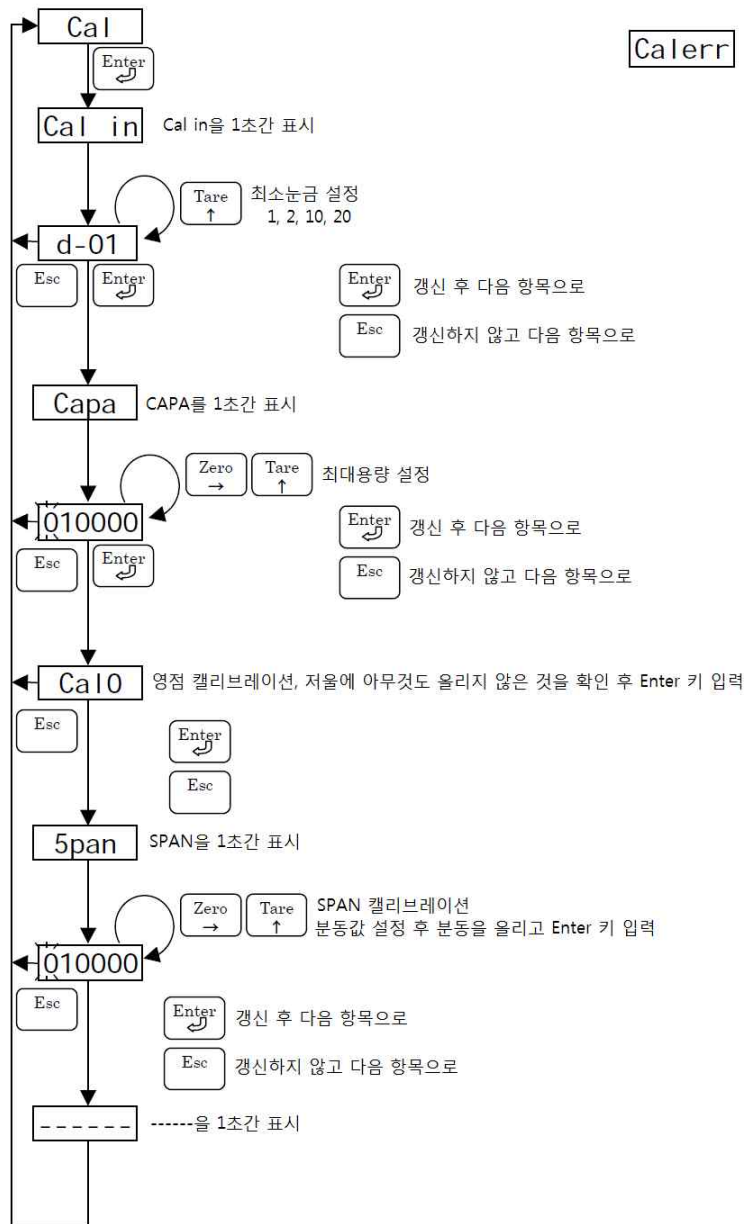 Cal
Calerr
Enter
Cal in
Cal in을 1초간 표시
Tare
↑
최소눈금 설정
1, 2, 10, 20
d-01
Esc
Enter
Enter
갱신 후 다음 항목으로
Esc
갱신하지 않고 다음 항목으로
Capa
CAPA를 1초간 표시
Zero
→
Tare
↑
최대용량 설정
010000
Esc
Enter
Enter
갱신 후 다음 항목으로
Esc
갱신하지 않고 다음 항목으로
Cal0
영점 캘리브레이션, 저울에 아무것도 올리지 않은 것을 확인 후 Enter 키 입력
Esc
Enter
Esc
5pan
SPAN을 1초간 표시
Zero
→
Tare
↑
SPAN 캘리브레이션
분동값 설정 후 분동을 올리고 Enter 키 입력
010000
Esc
Enter
갱신 후 다음 항목으로
Esc
갱신하지 않고 다음 항목으로
------
------을 1초간 표시